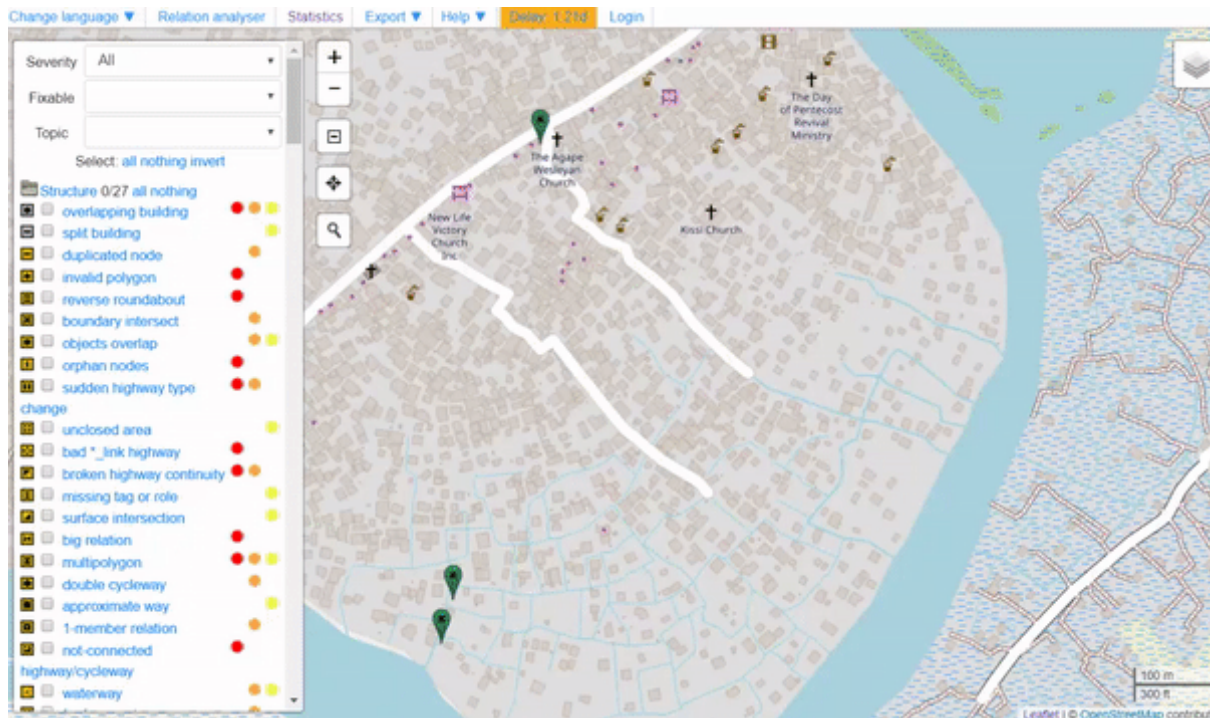 Change language ▼ Relation analyser Statistics Export ▼ Help ▼ Delay: 1.21d Login
Severity All
Fixable
Topic
Select: all nothing invert
Structure 0/27 all nothing
overlapping building
split building
duplicated node
invalid polygon
reverse roundabout
boundary intersect
objects overlap
orphan nodes
sudden highway type
change
unclosed area
bad *_link highway
broken highway continuity
missing tag or role
surface intersection
big relation
multipolygon
double cycleway
approximate way
1-member relation
not-connected
highway/cycleway
waterway
+
−
The Day
of Pentecost
Revival
Ministry
The Agape
Wesleyan
Church
New Life
Victory
Church
Inc
Kissi Church
100 m
300 ft
Leaflet | © OpenStreetMap contribut